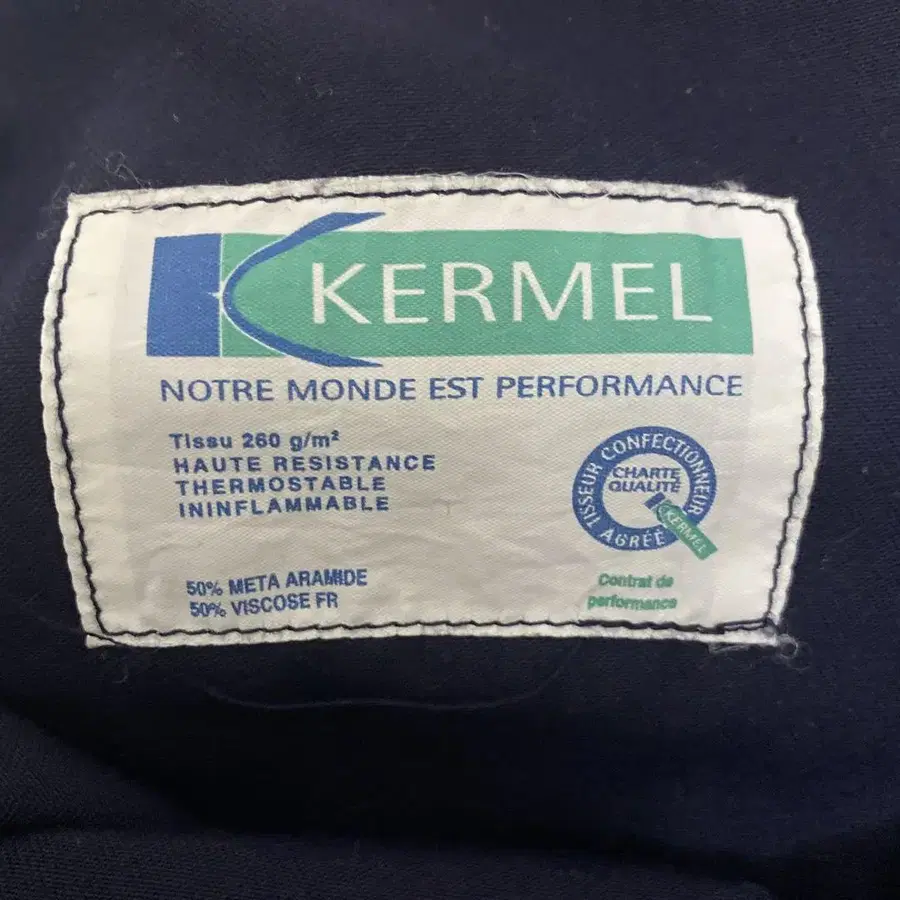 KERMEL
NOTRE MONDE EST PERFORMANCE
Tissu 260 g/m²
HAUTE RESISTANCE
THERMOSTABLE
ININFLAMMABLE
TISSEUR CONFECTIONNEUR
CHARTE
QUALITÉ
KERMEL
AGRÉÉ
Contrat de
performance
50% META ARAMIDE
50% VISCOSE FR